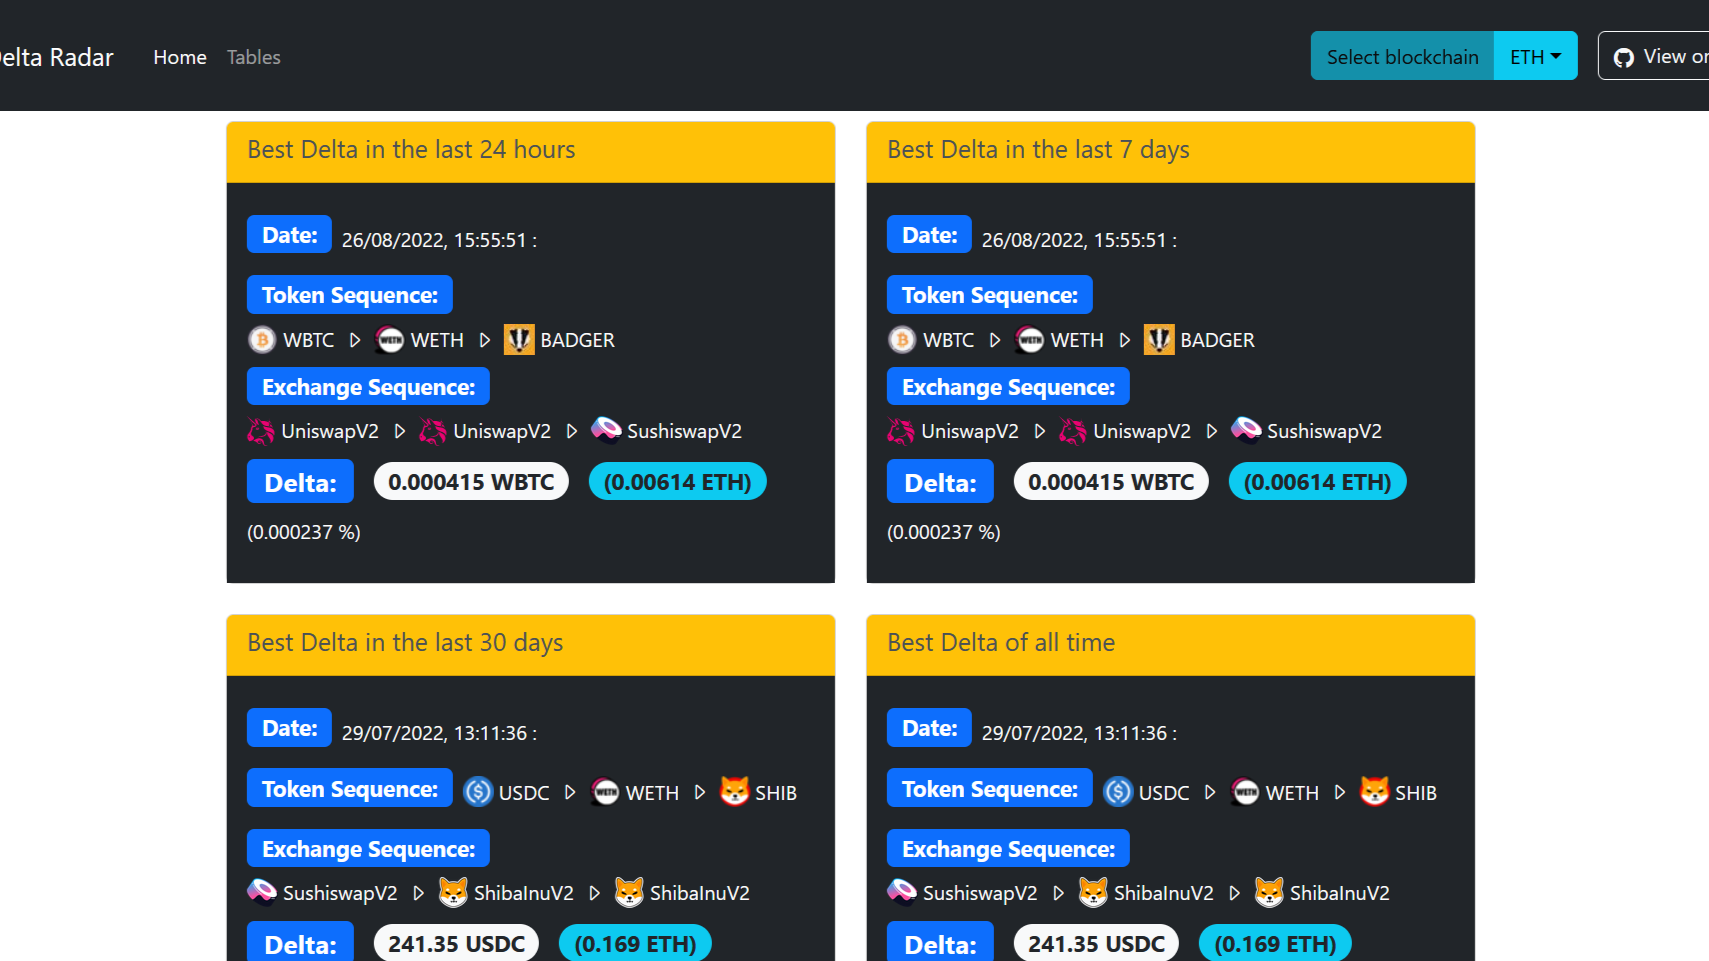 elta Radar Home Tables Select blockchain ETH View on
Best Delta in the last 24 hours
Date: 26/08/2022, 15:55:51 :
Token Sequence:
WBTC WETH BADGER
Exchange Sequence:
UniswapV2 UniswapV2 SushiswapV2
Delta: 0.000415 WBTC (0.00614 ETH)
(0.000237 %)
Best Delta in the last 7 days
Date: 26/08/2022, 15:55:51 :
Token Sequence:
WBTC WETH BADGER
Exchange Sequence:
UniswapV2 UniswapV2 SushiswapV2
Delta: 0.000415 WBTC (0.00614 ETH)
(0.000237 %)
Best Delta in the last 30 days
Date: 29/07/2022, 13:11:36 :
Token Sequence: USDC WETH SHIB
Exchange Sequence:
SushiswapV2 ShibaInuV2 ShibaInuV2
Delta: 241.35 USDC (0.169 ETH)
Best Delta of all time
Date: 29/07/2022, 13:11:36 :
Token Sequence: USDC WETH SHIB
Exchange Sequence:
SushiswapV2 ShibaInuV2 ShibaInuV2
Delta: 241.35 USDC (0.169 ETH)